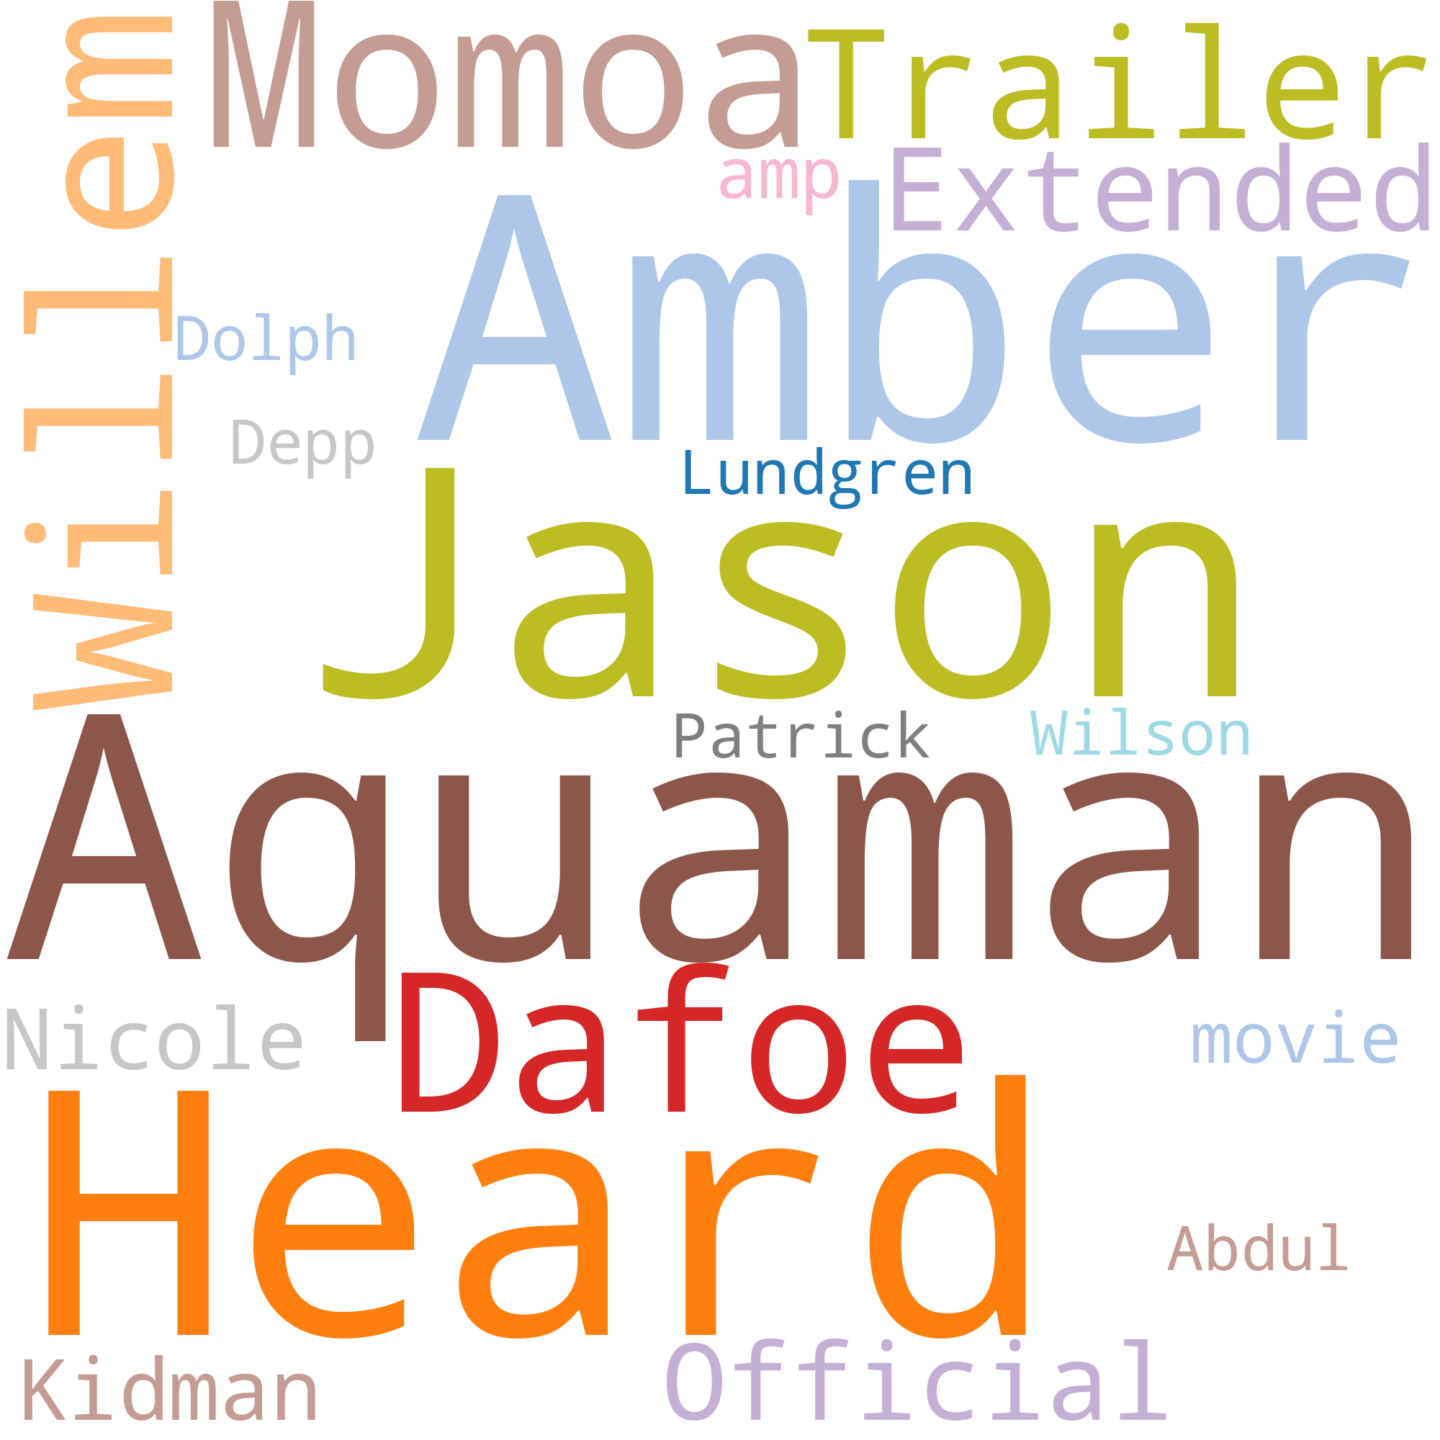 Willem
Momoa
Trailer
amp
Extended
Amber
Dolph
Depp
Lundgren
Jason
Patrick
Wilson
Aquaman
Dafoe
Nicole
movie
Heard
Abdul
Kidman
Official